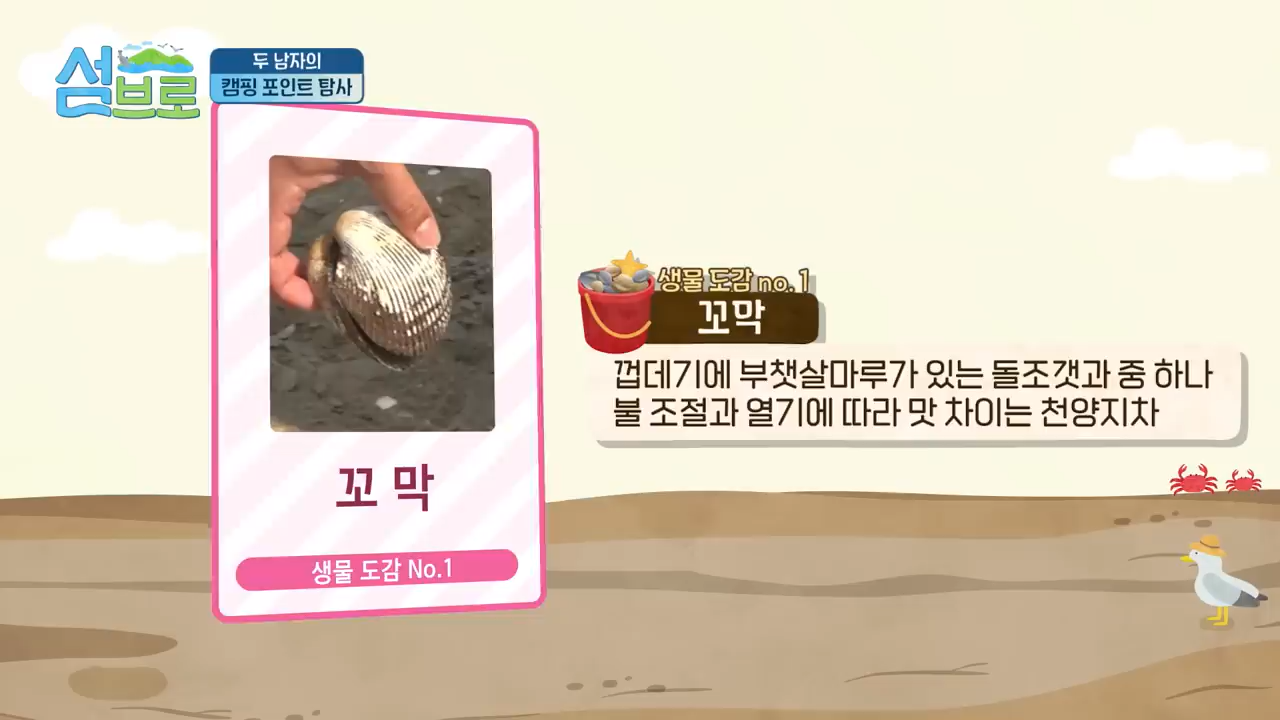 섬브로
두 남자의
캠핑 포인트 탐사
꼬막
생물 도감 No.1
생물 도감 no.1
꼬막
껍데기에 부챗살마루가 있는 돌조갯과 중 하나
불 조절과 열기에 따라 맛 차이는 천양지차